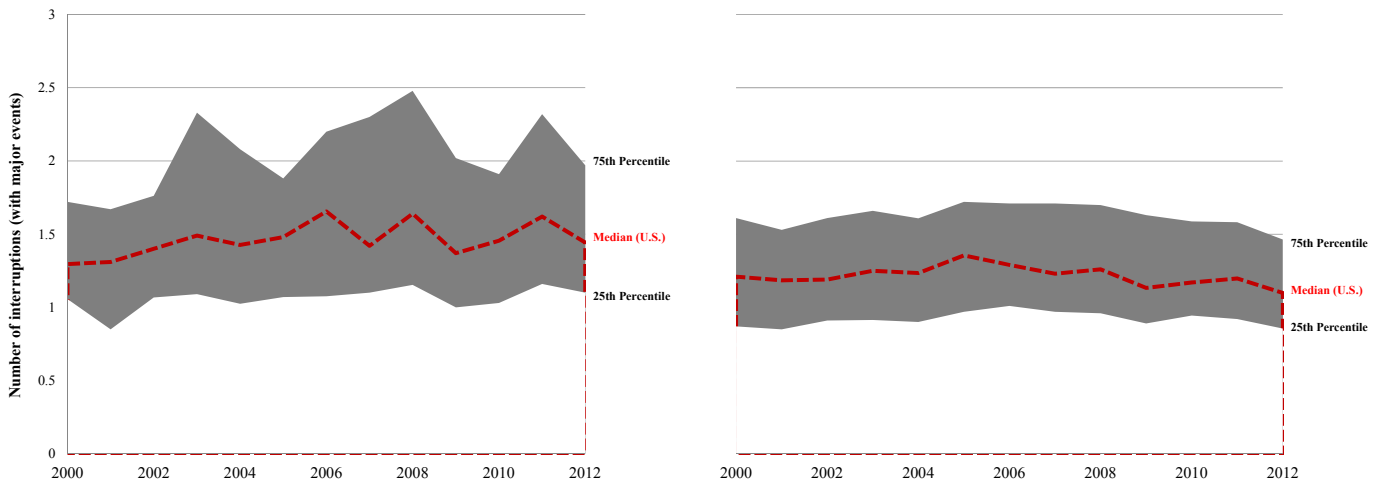 Number of interruptions (with major events)
3
2.5
2
1.5
1
0.5
0
75th Percentile
Median (U.S.)
25th Percentile
2000 2002 2004 2006 2008 2010 2012
75th Percentile
Median (U.S.)
25th Percentile
2000 2002 2004 2006 2008 2010 2012